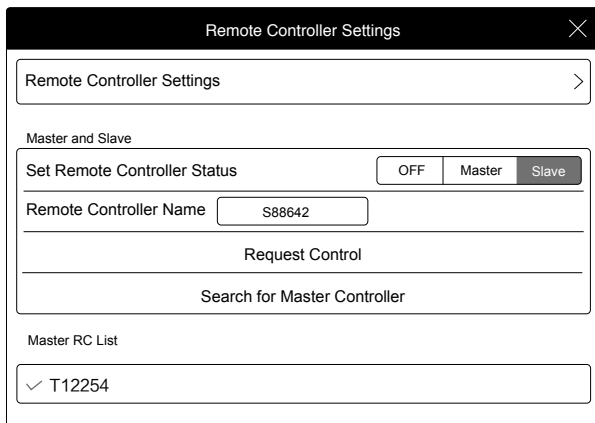 Remote Controller Settings
Remote Controller Settings
Master and Slave
Set Remote Controller Status OFF Master Slave
Remote Controller Name S88642
Request Control
Search for Master Controller
Master RC List
T12254